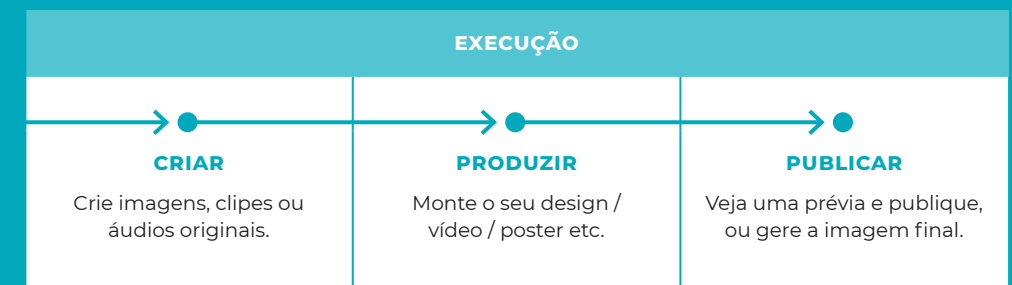 EXECUÇÃO
CRIAR
Crie imagens, clipes ou
áudios originais.
PRODUZIR
Monte o seu design /
vídeo / poster etc.
PUBLICAR
Veja uma prévia e publique,
ou gere a imagem final.